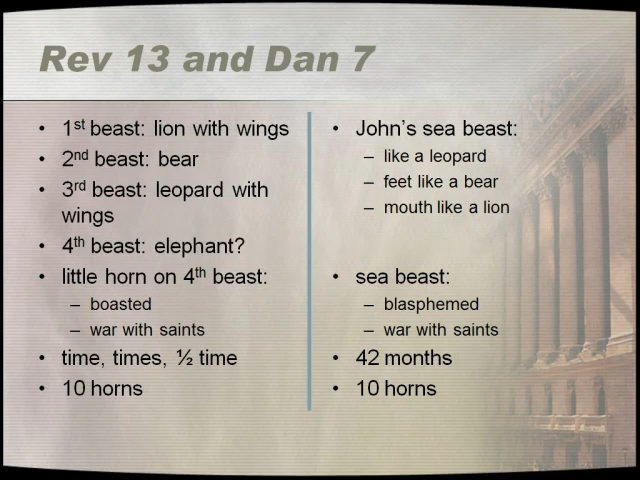 Rev 13 and Dan 7
• 1st beast: lion with wings
• 2nd beast: bear
• 3rd beast: leopard with
wings
• 4th beast: elephant?
• little horn on 4th beast:
– boasted
– war with saints
• time, times, ½ time
• 10 horns
• John's sea beast:
– like a leopard
– feet like a bear
– mouth like a lion
• sea beast:
– blasphemed
– war with saints
• 42 months
• 10 horns